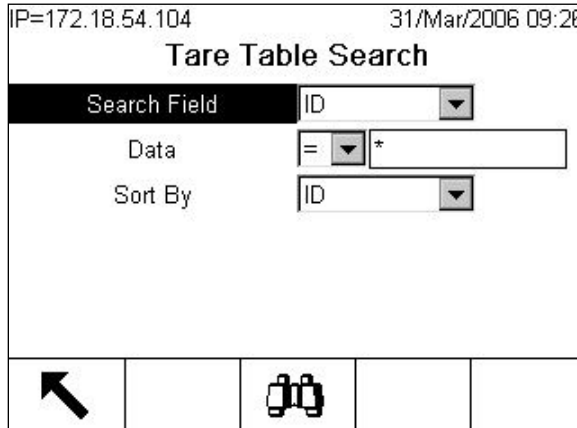 IP=172.18.54.104 31/Mar/2006 09:26
Tare Table Search
Search Field ID
Data = *
Sort By ID